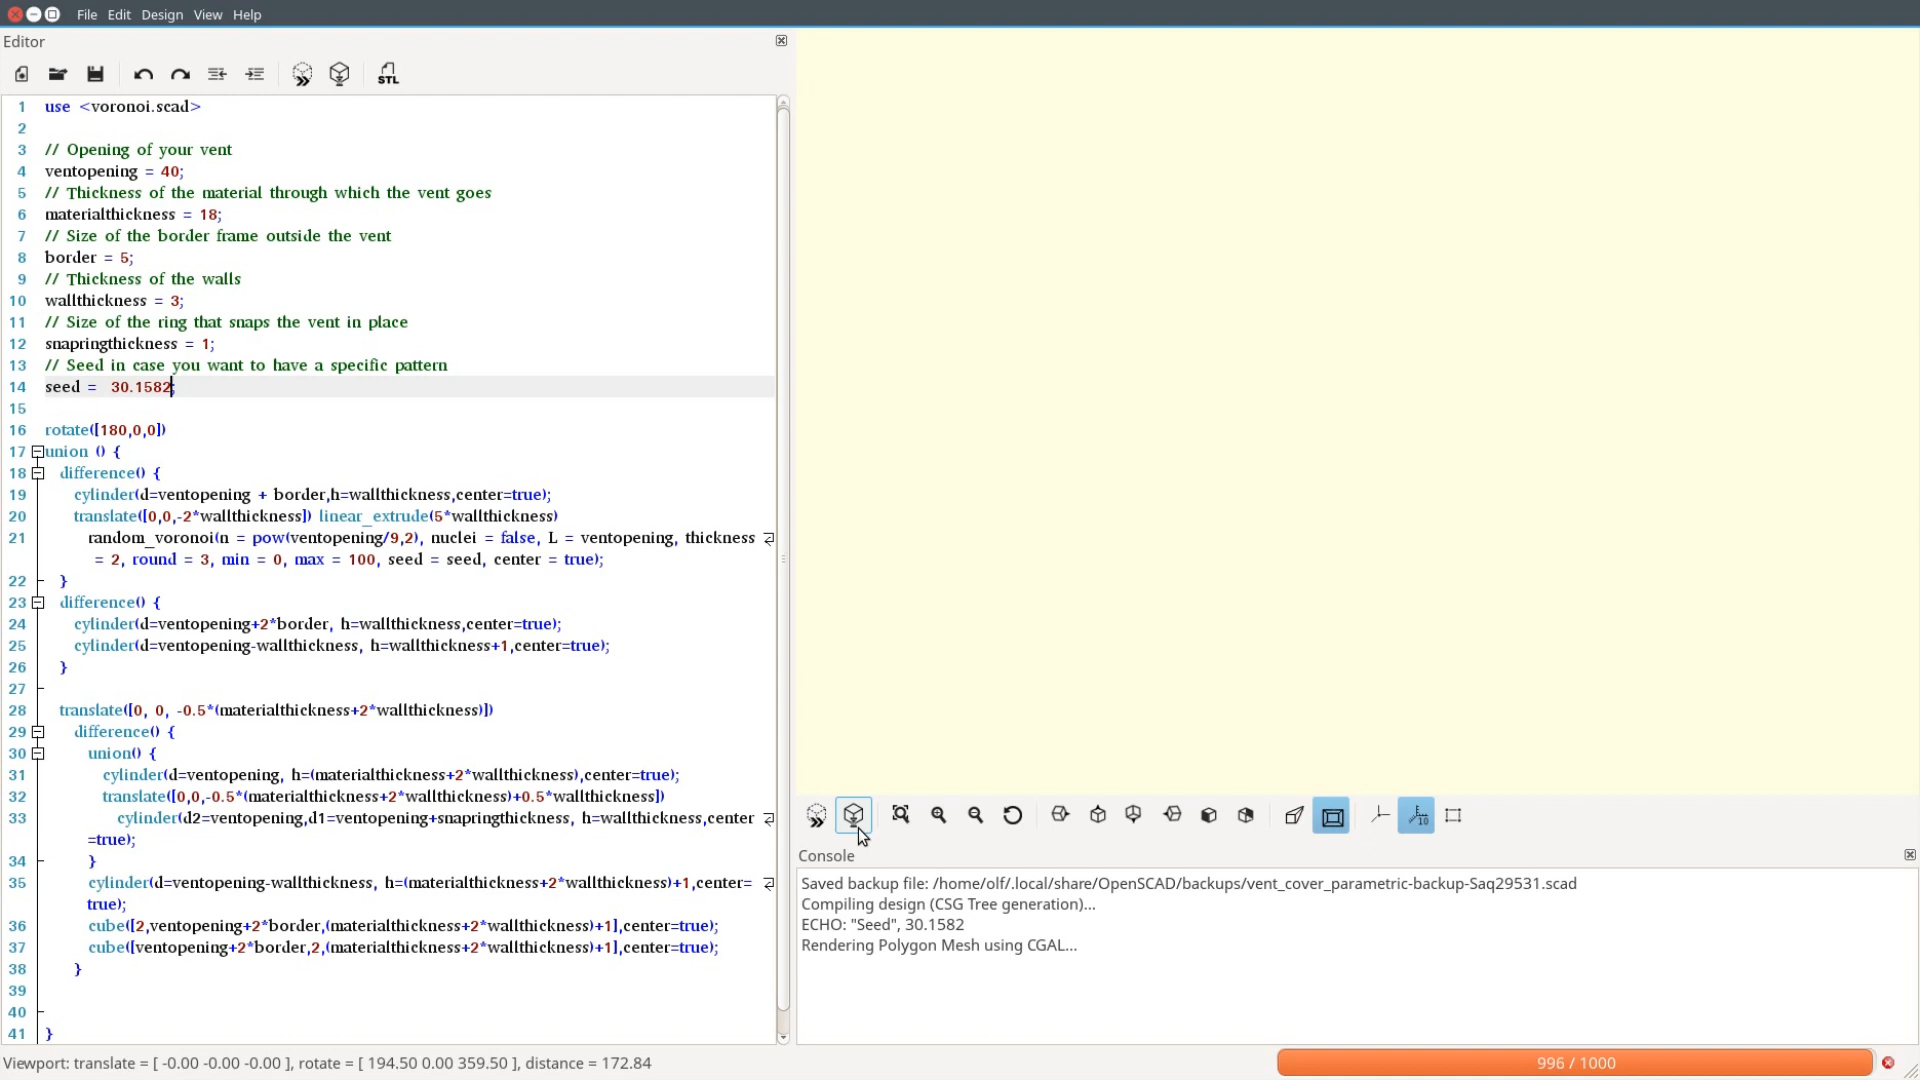 File Edit Design View Help
Editor
STL
1 use <voronoi.scad>
2
3 // Opening of your vent
4 ventopening = 40;
5 // Thickness of the material through which the vent goes
6 materialthickness = 18;
7 // Size of the border frame outside the vent
8 border = 5;
9 // Thickness of the walls
10 wallthickness = 3;
11 // Size of the ring that snaps the vent in place
12 snapringthickness = 1;
13 // Seed in case you want to have a specific pattern
14 seed = 30.1582;
15
16 rotate([180,0,0])
17 union () {
18 difference() {
19 cylinder(d=ventopening + border,h=wallthickness,center=true);
20 translate([0,0,-2*wallthickness]) linear_extrude(5*wallthickness)
21 random_voronoi(n = pow(ventopening/9,2), nuclei = false, L = ventopening, thickness
= 2, round = 3, min = 0, max = 100, seed = seed, center = true);
22 }
23 difference() {
24 cylinder(d=ventopening+2*border, h=wallthickness,center=true);
25 cylinder(d=ventopening-wallthickness, h=wallthickness+1,center=true);
26 }
27
28 translate([0, 0, -0.5*(materialthickness+2*wallthickness)])
29 difference() {
30 union() {
31 cylinder(d=ventopening, h=(materialthickness+2*wallthickness),center=true);
32 translate([0,0,-0.5*(materialthickness+2*wallthickness)+0.5*wallthickness])
33 cylinder(d2=ventopening,d1=ventopening+snapringthickness, h=wallthickness,center
=true);
34 }
35 cylinder(d=ventopening-wallthickness, h=(materialthickness+2*wallthickness)+1,center=
true);
36 cube([2,ventopening+2*border,(materialthickness+2*wallthickness)+1],center=true);
37 cube([ventopening+2*border,2,(materialthickness+2*wallthickness)+1],center=true);
38 }
39
40
41 }
10
Console
Saved backup file: /home/olf/.local/share/OpenSCAD/backups/vent_cover_parametric-backup-Saq29531.scad
Compiling design (CSG Tree generation)...
ECHO: "Seed", 30.1582
Rendering Polygon Mesh using CGAL...
Viewport: translate = [ -0.00 -0.00 -0.00 ], rotate = [ 194.50 0.00 359.50 ], distance = 172.84
996 / 1000